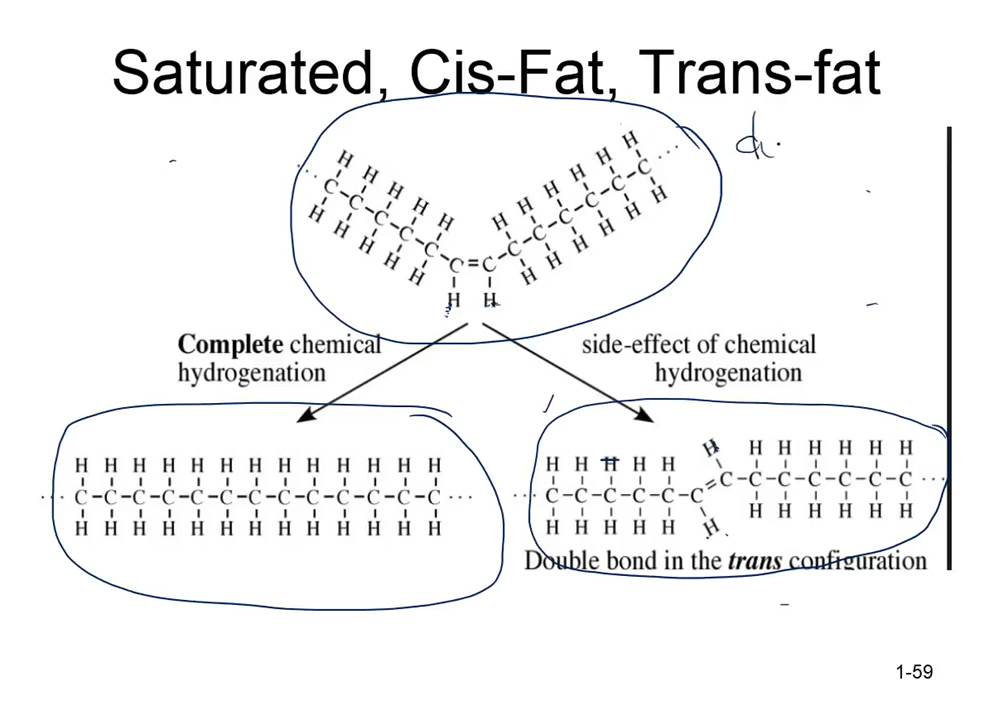 Saturated, Cis-Fat, Trans-fat
H H H H H H H H H H H
··· C-C-C-C-C-C=C-C-C-C-C-C-C ···
H H H H H H H H H H H
H H
Complete chemical
hydrogenation
side-effect of chemical
hydrogenation
H H H H H H H H H H H H H
··· C-C-C-C-C-C-C-C-C-C-C-C-C ···
H H H H H H H H H H H H H
H H H H H H H H H H H H
··· C-C-C-C-C-C=C-C-C-C-C-C-C ···
H H H H H H H H H H H H
Double bond in the trans configuration
1-59